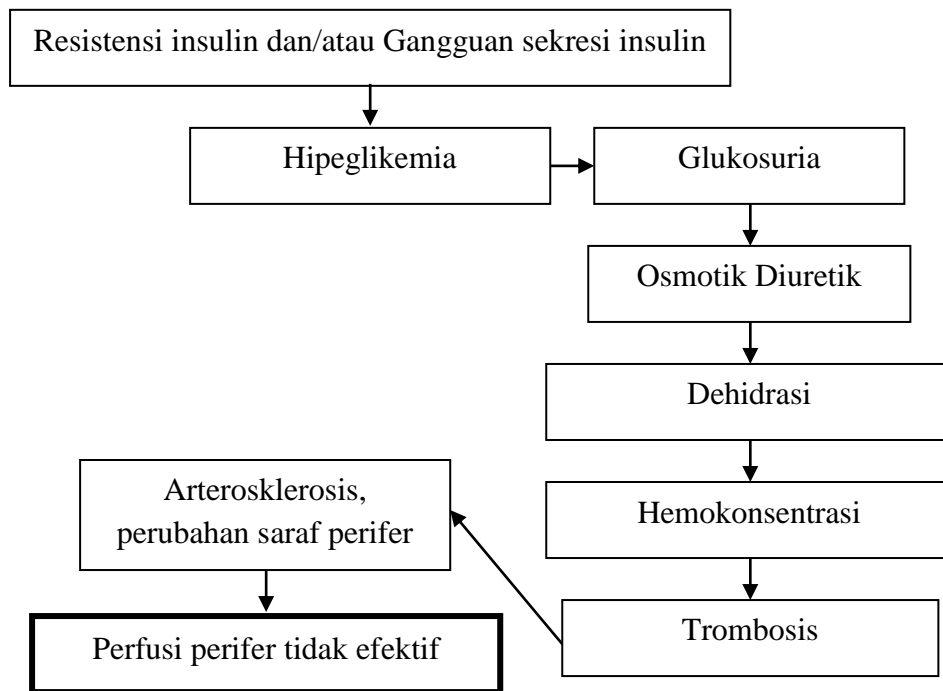 Resistensi insulin dan/atau Gangguan sekresi insulin
Hipeglikemia
Glukosuria
Osmotik Diuretik
Dehidrasi
Hemokonsentrasi
Trombosis
Arterosklerosis,
perubahan saraf perifer
Perfusi perifer tidak efektif